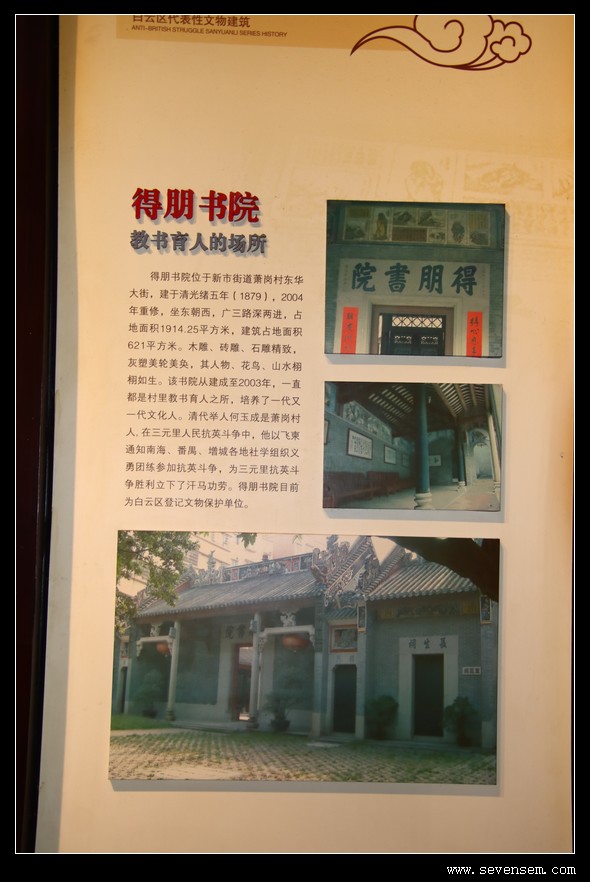 白云区代表性文物建筑
ANTI-BRITISH STRUGGLE SANYUANLI SERIES HISTORY
得朋书院
教书育人的场所
得朋书院位于新市街道萧岗村东华
大街，建于清光绪五年（1879），2004
年重修，坐东朝西，广三路深两进，占
地面积1914.25平方米，建筑占地面积
621平方米。木雕、砖雕、石雕精致，
灰塑美轮美奂，其人物、花鸟、山水栩
栩如生。该书院从建成至2003年，一直
都是村里教书育人之所，培养了一代又
一代文化人。清代举人何玉成是萧岗村
人，在三元里人民抗英斗争中，他以飞柬
通知南海、番禺、增城各地社学组织义
勇团练参加抗英斗争，为三元里抗英斗
争胜利立下了汗马功劳。得朋书院目前
为白云区登记文物保护单位。
院書朋得
院書
祠生長
www.sevensem.com